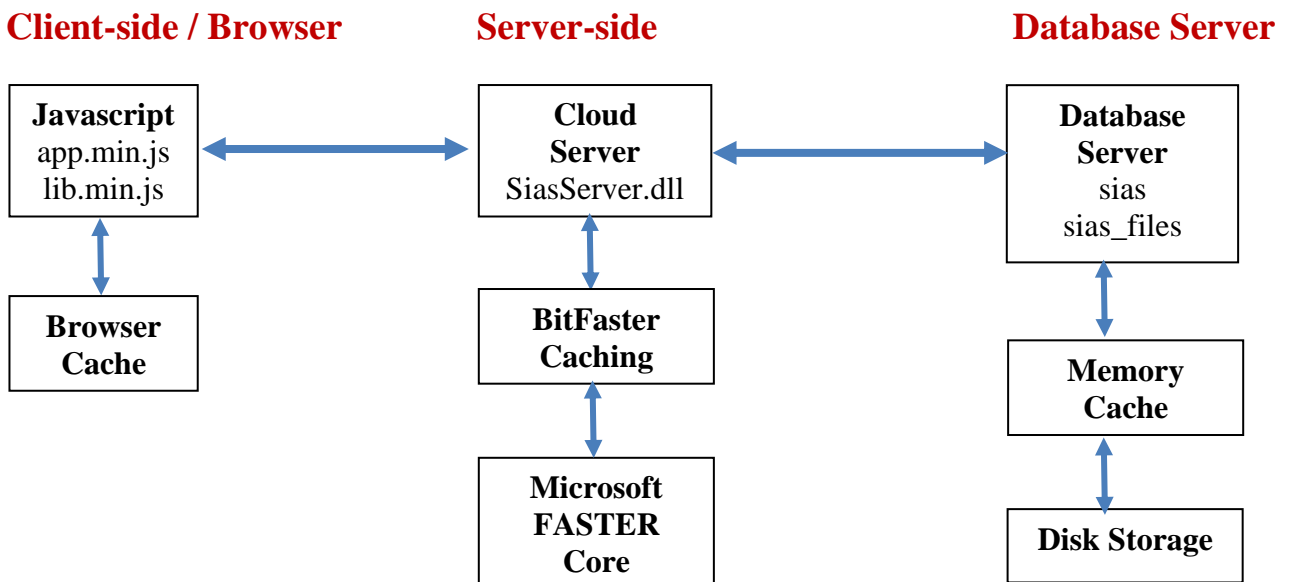 Client-side / Browser
Server-side
Database Server
Javascript
app.min.js
lib.min.js
Cloud
Server
SiasServer.dll
Database
Server
sias
sias_files
Browser
Cache
BitFaster
Caching
Memory
Cache
Microsoft
FASTER
Core
Disk Storage